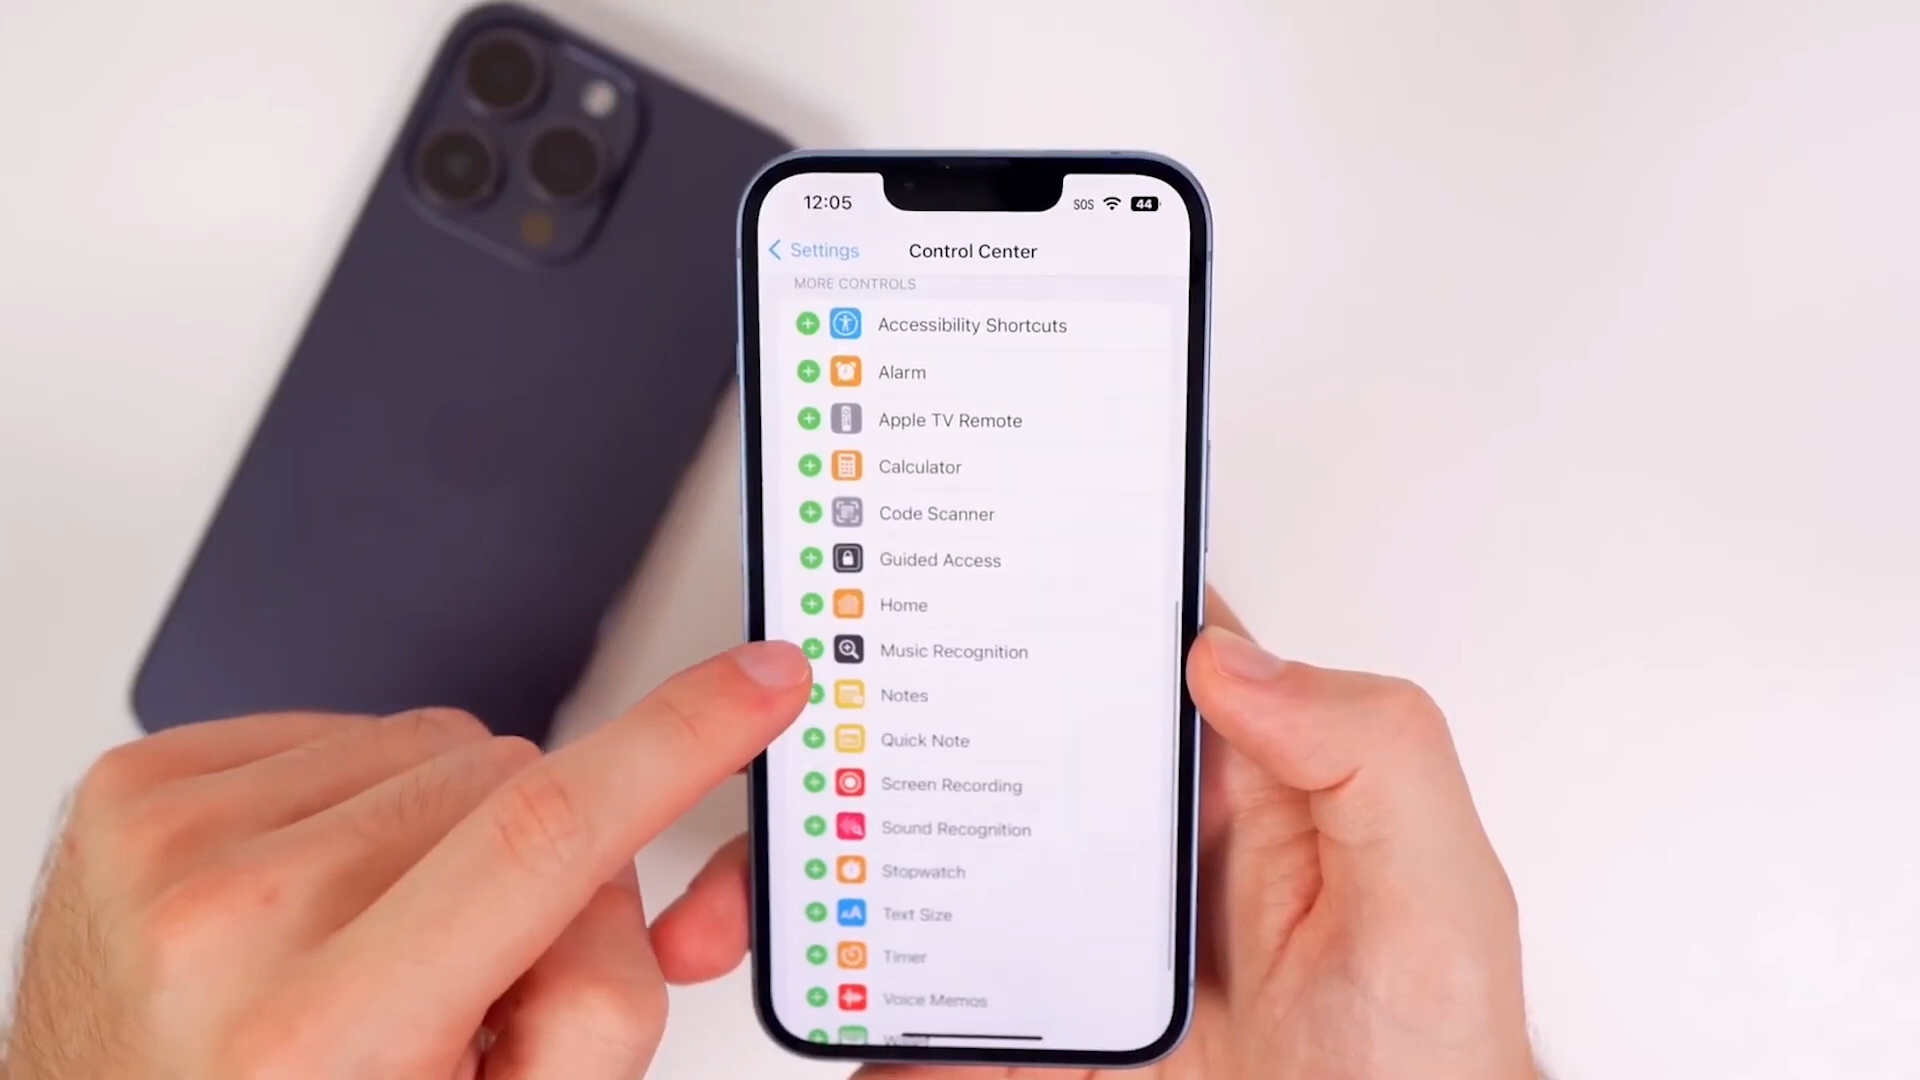 12:05
SOS
44
Settings
Control Center
MORE CONTROLS
Accessibility Shortcuts
Alarm
Apple TV Remote
Calculator
Code Scanner
Guided Access
Home
Music Recognition
Notes
Quick Note
Screen Recording
Sound Recognition
Stopwatch
AA Text Size
Timer
Voice Memos